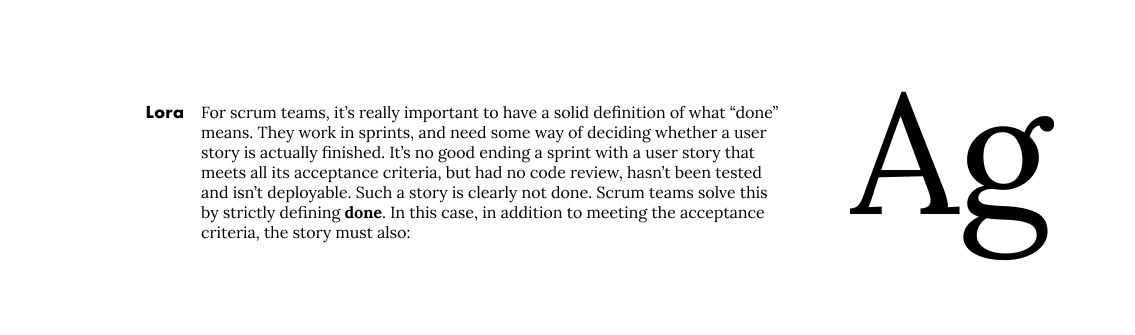 Lora
For scrum teams, it’s really important to have a solid definition of what “done”
means. They work in sprints, and need some way of deciding whether a user
story is actually finished. It’s no good ending a sprint with a user story that
meets all its acceptance criteria, but had no code review, hasn’t been tested
and isn’t deployable. Such a story is clearly not done. Scrum teams solve this
by strictly defining done. In this case, in addition to meeting the acceptance
criteria, the story must also:
Ag